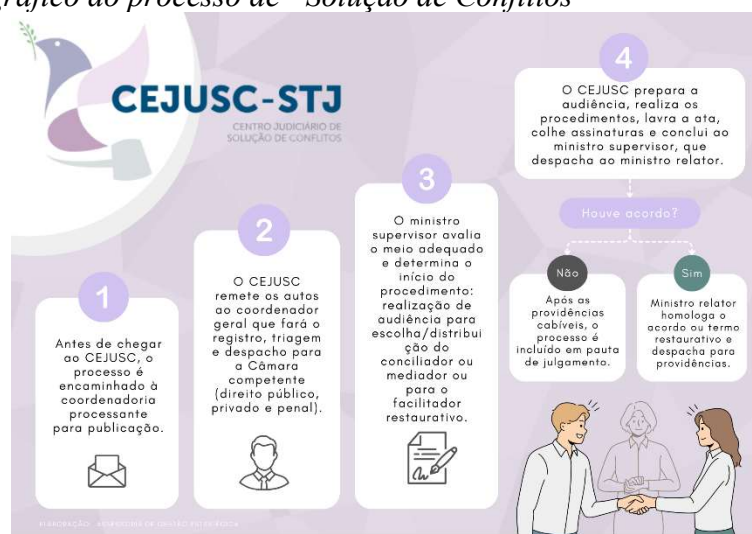 gráfico do processo de "Solução de Conflitos"
CEJUSC-STJ
CENTRO JUDICIÁRIO DE
SOLUÇÃO DE CONFLITOS
1
Antes de chegar
ao CEJUSC, o
processo é
encaminhado à
coordenadoria
processante
para publicação.
2
O CEJUSC
remete os autos
ao coordenador
geral que fará o
registro, triagem
e despacho para
a Câmara
competente
(direito público,
privado e penal).
3
O ministro
supervisor avalia
o meio adequado
e determina o
início do
procedimento:
realização de
audiência para
escolha/distribui
ção do
conciliador ou
mediador ou
para o
facilitador
restaurativo.
4
O CEJUSC prepara a
audiência, realiza os
procedimentos, lavra a ata,
colhe assinaturas e conclui ao
ministro supervisor, que
despacha ao ministro relator.
Houve acordo?
Não
Após as
providências
cabíveis, o
processo é
incluído em pauta
de julgamento.
Sim
Ministro relator
homologa o
acordo ou termo
restaurativo e
despacha para
providências.
ELABORAÇÃO: ASSESSORIA DE GESTÃO